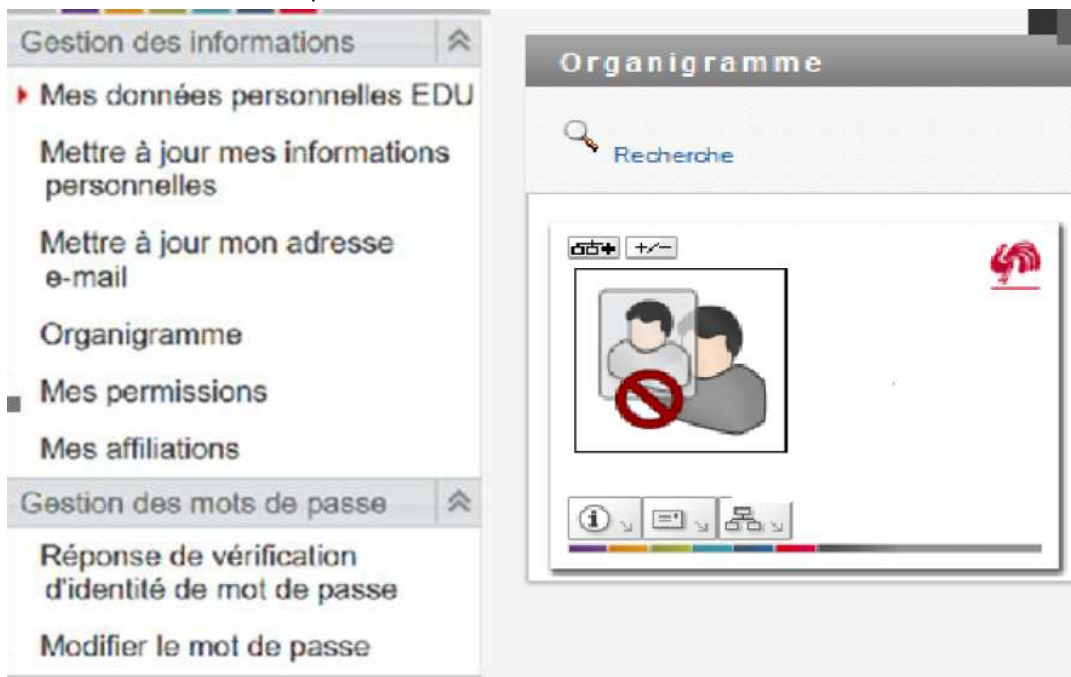 Gestion des informations
Mes données personnelles EDU
Mettre à jour mes informations
personnelles
Mettre à jour mon adresse
e-mail
Organigramme
Mes permissions
Mes affiliations
Gestion des mots de passe
Réponse de vérification
d'identité de mot de passe
Modifier le mot de passe
Organigramme
Recherche
+/-